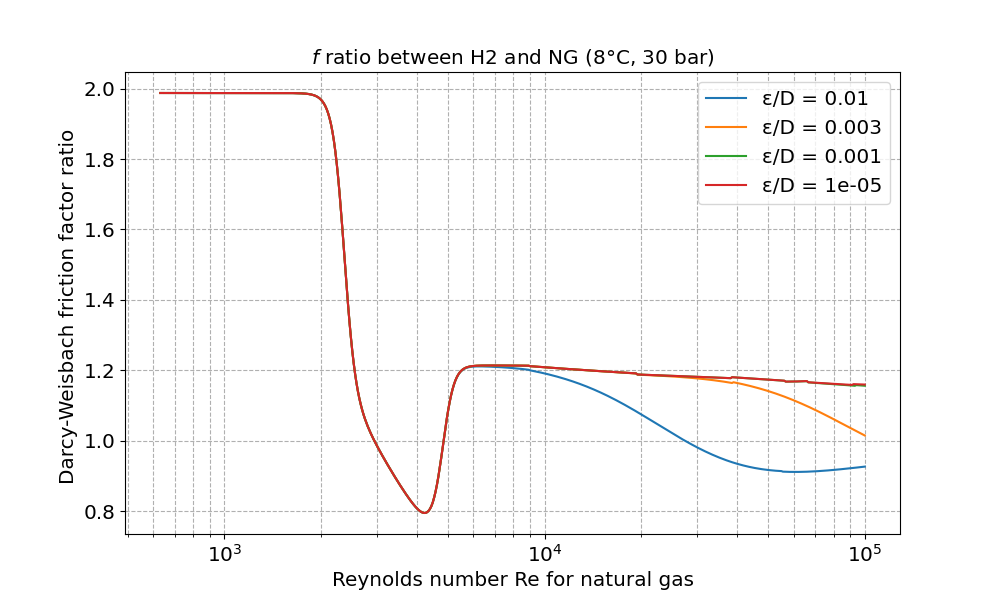 f ratio between H2 and NG (8°C, 30 bar)
Darcy-Weisbach friction factor ratio
2.0
1.8
1.6
1.4
1.2
1.0
0.8
ε/D = 0.01
ε/D = 0.003
ε/D = 0.001
ε/D = 1e-05
10³ 10⁴ 10⁵
Reynolds number Re for natural gas